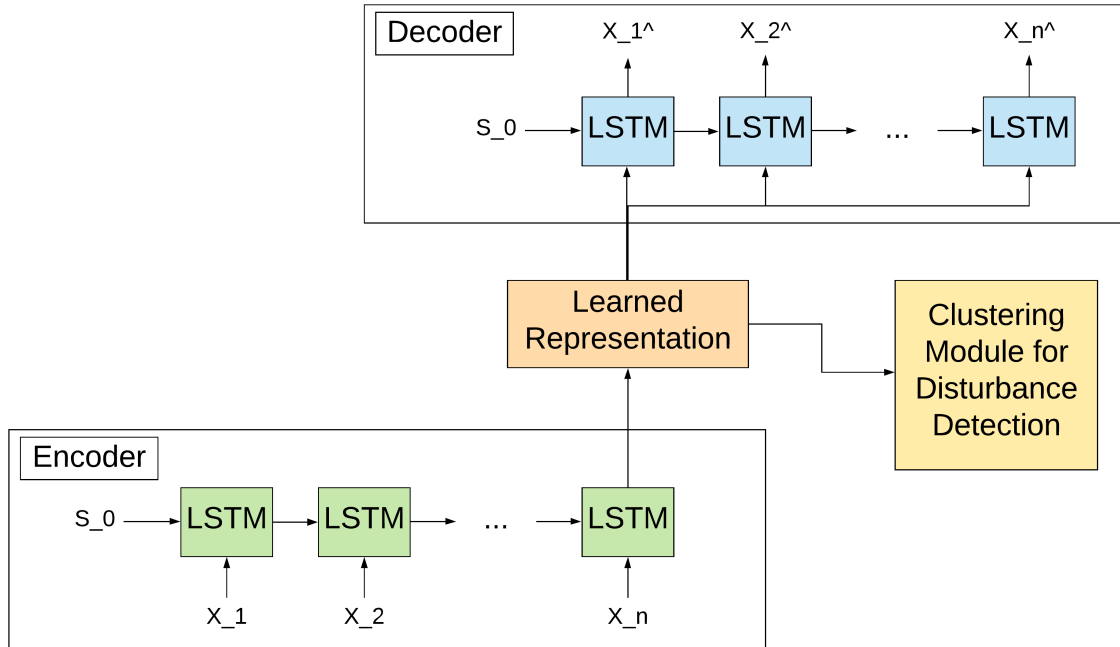 Decoder
X_1^
X_2^
X_n^
S_0
LSTM
LSTM
...
LSTM
Learned
Representation
Clustering
Module for
Disturbance
Detection
Encoder
S_0
LSTM
LSTM
...
LSTM
X_1
X_2
X_n